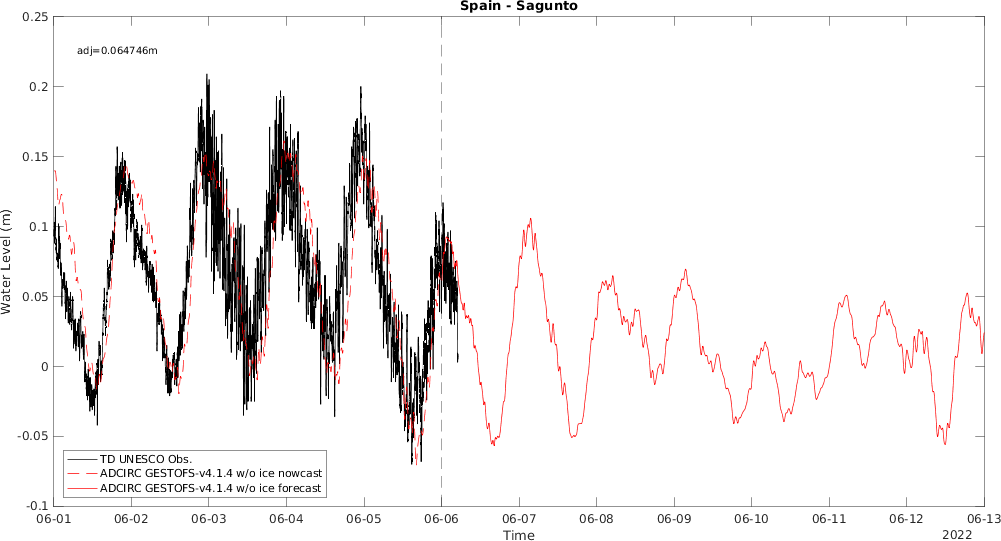 Spain - Sagunto
0.25
adj=0.064746m
0.2
0.15
0.1
0.05
0
-0.05
-0.1
Water Level (m)
TD UNESCO Obs.
ADCIRC GESTOFS-v4.1.4 w/o ice nowcast
ADCIRC GESTOFS-v4.1.4 w/o ice forecast
06-01 06-02 06-03 06-04 06-05 06-06 06-07 06-08 06-09 06-10 06-11 06-12 06-13
Time
2022